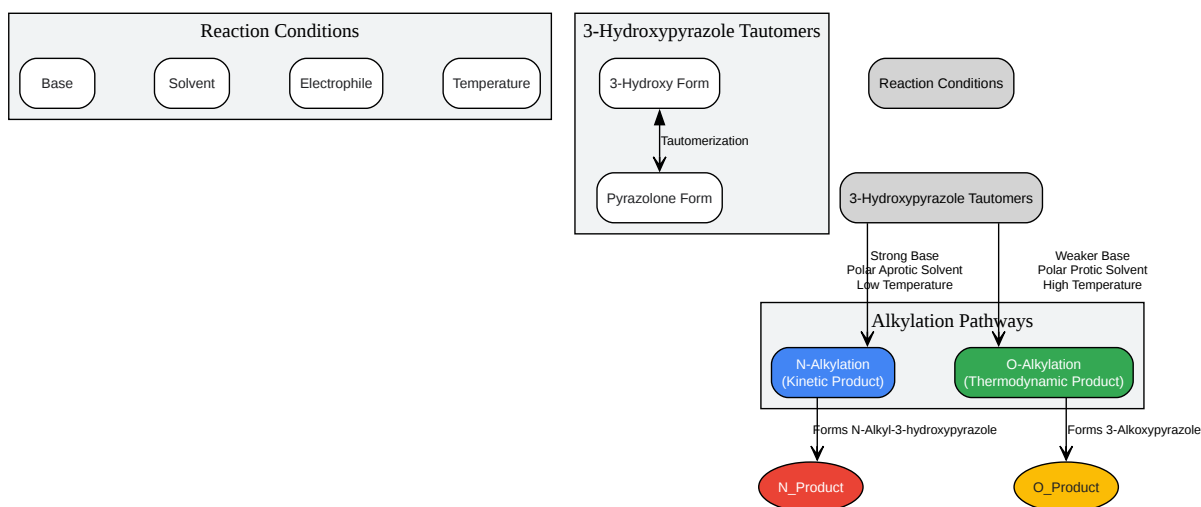 Reaction Conditions
Base
Solvent
Electrophile
Temperature
3-Hydroxypyrazole Tautomers
3-Hydroxy Form
Tautomerization
Pyrazolone Form
Reaction Conditions
3-Hydroxypyrazole Tautomers
Strong Base
Polar Aprotic Solvent
Low Temperature
Weaker Base
Polar Protic Solvent
High Temperature
Alkylation Pathways
N-Alkylation
(Kinetic Product)
O-Alkylation
(Thermodynamic Product)
Forms N-Alkyl-3-hydroxypyrazole
Forms 3-Alkoxypyrazole
N_Product
O_Product